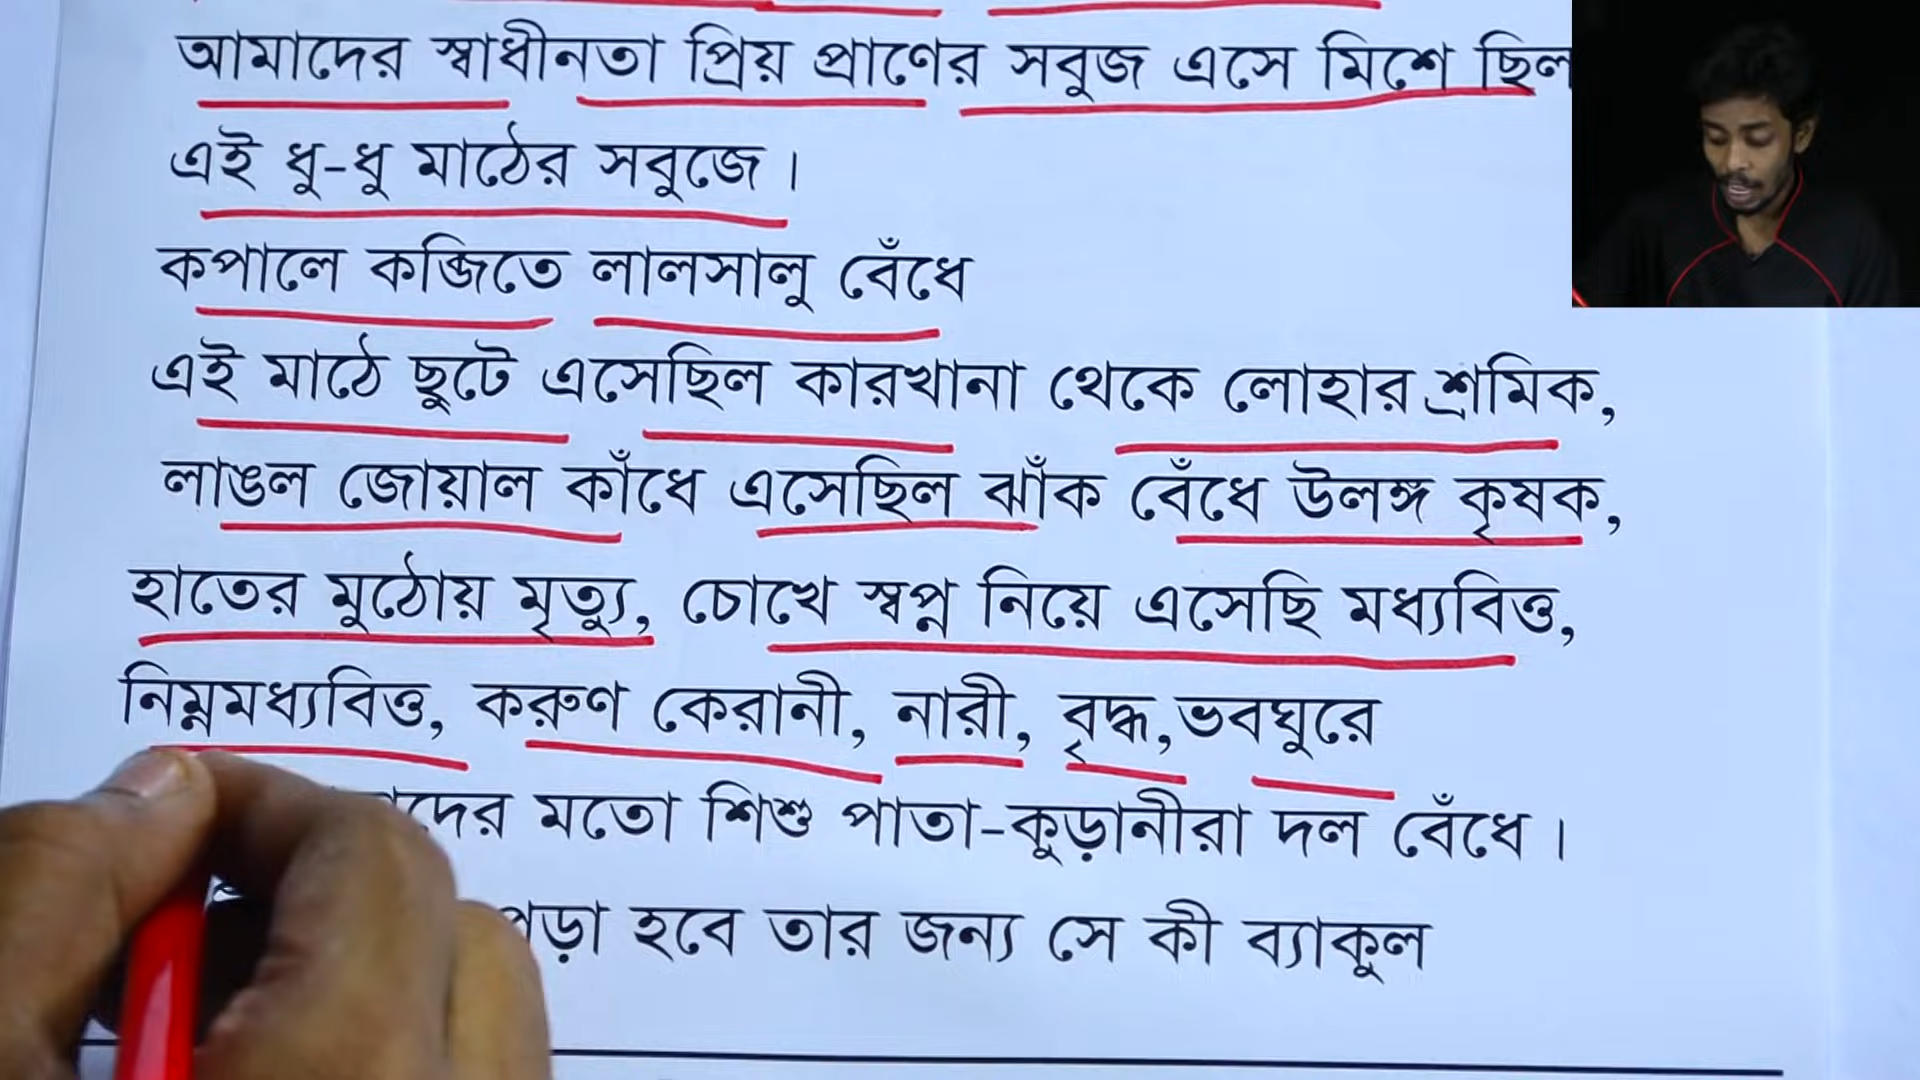 আমাদের স্বাধীনতা প্রিয় প্রাণের সবুজ এসে মিশে ছিল
এই ধু-ধু মাঠের সবুজে।
কপালে কব্জিতে লালসালু বেঁধে
এই মাঠে ছুটে এসেছিল কারখানা থেকে লোহার শ্রমিক,
লাঙল জোয়াল কাঁধে এসেছিল ঝাঁক বেঁধে উলঙ্গ কৃষক,
হাতের মুঠোয় মৃত্যু, চোখে স্বপ্ন নিয়ে এসেছি মধ্যবিত্ত,
নিম্নমধ্যবিত্ত, করুণ কেরানী, নারী, বৃদ্ধ,ভবঘুরে
মতো শিশু পাতা-কুড়ানীরা দল বেঁধে।
হবে তার জন্য সে কী ব্যাকুল